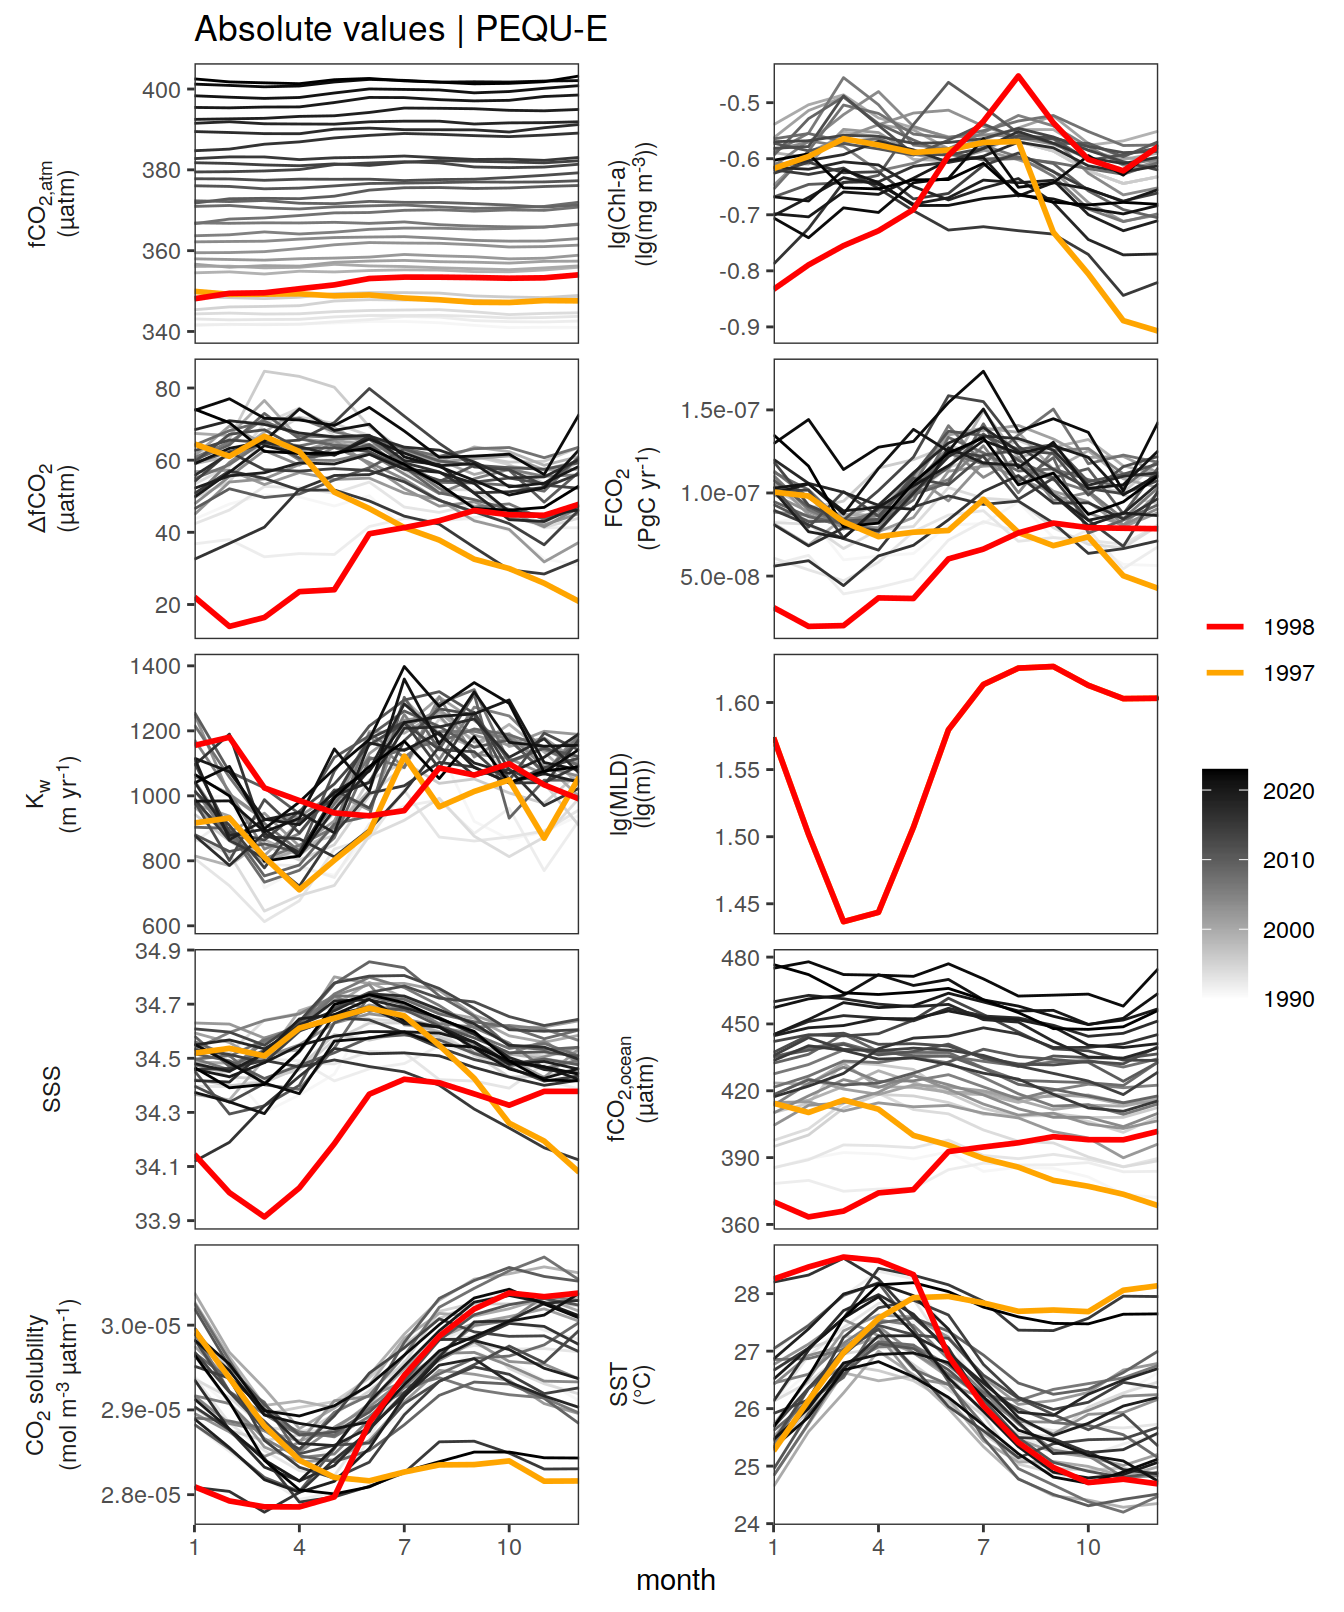 Absolute values | PEQU-E
fCO2,atm
(µatm)
400
380
360
340
lg(Chl-a)
(lg(mg m-3))
-0.5
-0.6
-0.7
-0.8
-0.9
ΔfCO2
(µatm)
80
60
40
20
FCO2
(PgC yr-1)
1.5e-07
1.0e-07
5.0e-08
Kw
(m yr-1)
1400
1200
1000
800
600
lg(MLD)
(lg(m))
1.60
1.55
1.50
1.45
SSS
34.9
34.7
34.5
34.3
34.1
33.9
fCO2,ocean
(µatm)
480
450
420
390
360
CO2 solubility
(mol m-3 µatm-1)
3.0e-05
2.9e-05
2.8e-05
SST
(°C)
28
27
26
25
24
1
4
7
10
1
4
7
10
month
1998
1997
2020
2010
2000
1990